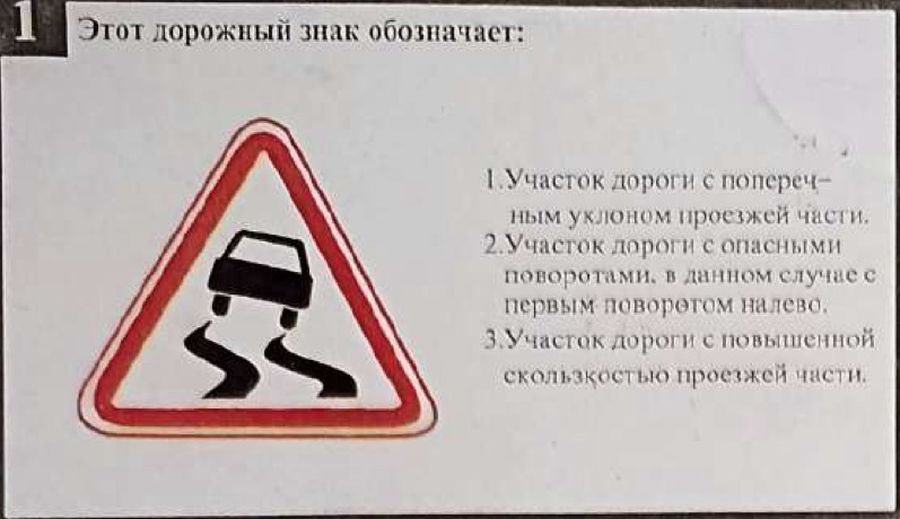 1 Этот дорожный знак обозначает:
1.Участок дороги с попереч-
ным уклоном проезжей части.
2.Участок дороги с опасными
поворотами, в данном случае с
первым поворотом налево.
3.Участок дороги с повышенной
скользкостью проезжей части.